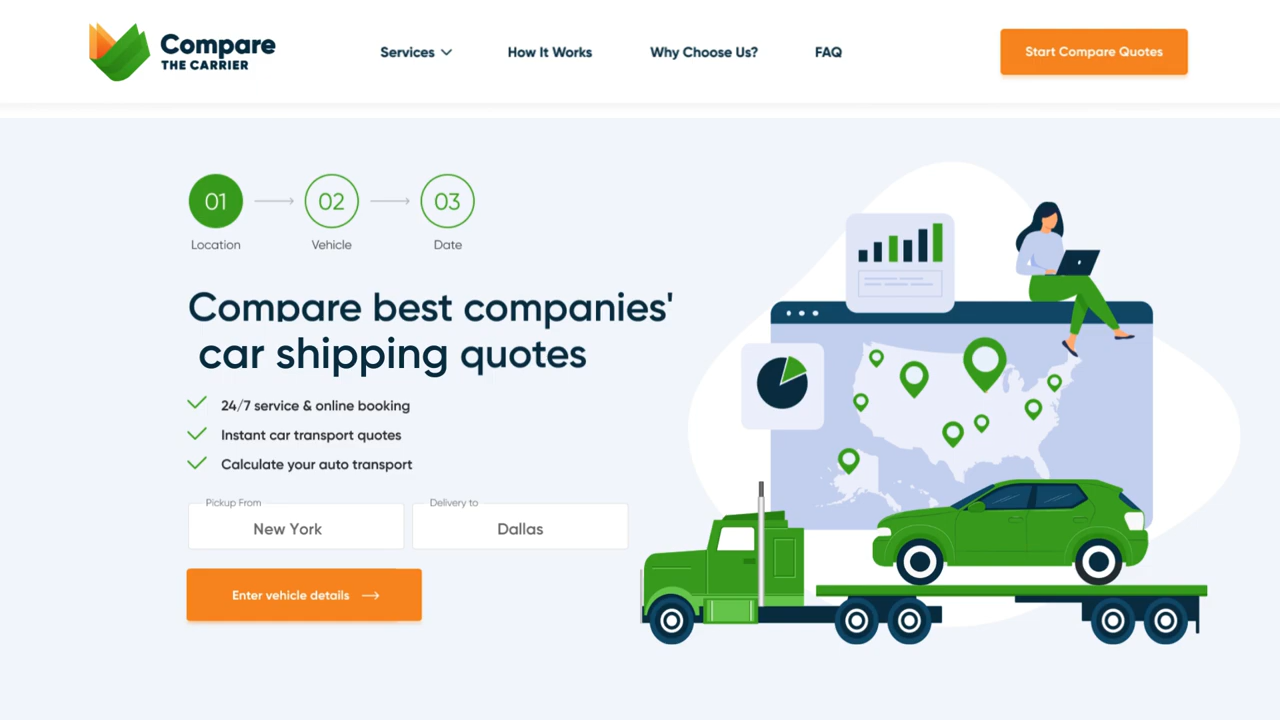 Compare
THE CARRIER
Services
How It Works
Why Choose Us?
FAQ
Start Compare Quotes
01
02
03
Location
Vehicle
Date
Compare best companies'
car shipping quotes
24/7 service & online booking
Instant car transport quotes
Calculate your auto transport
Pickup From
Delivery to
New York
Dallas
Enter vehicle details